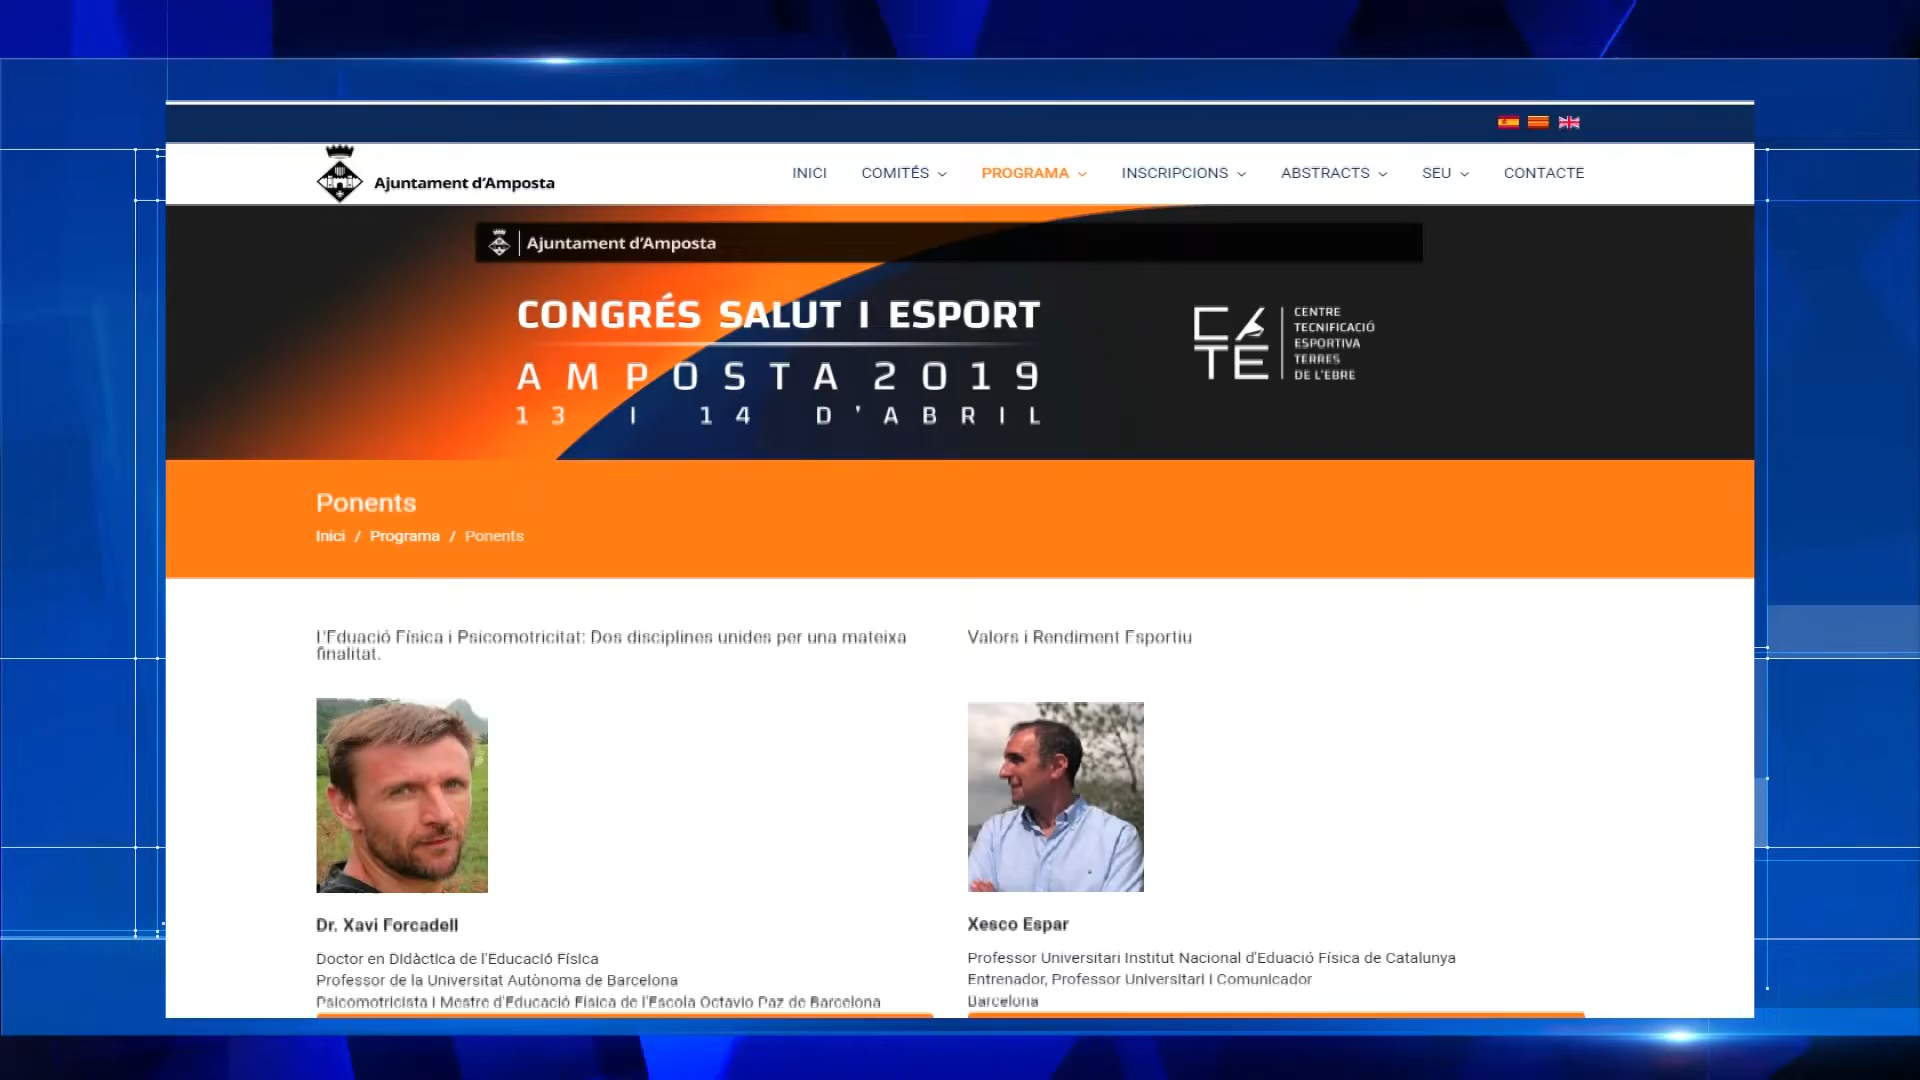 Ajuntament d'Amposta
INICI COMITÉS PROGRAMA INSCRIPCIONS ABSTRACTS SEU CONTACTE
Ajuntament d'Amposta
CONGRÉS SALUT I ESPORT
AMPOSTA 2019
13 I 14 D'ABRIL
CÁTE
CENTRE
TECNIFICACIÓ
ESPORTIVA
TERRES
DE L'EBRE
Ponents
Inici / Programa / Ponents
L'Eduació Física i Psicomotricitat: Dos disciplines unides per una mateixa
finalitat.
Dr. Xavi Forcadell
Doctor en Didàctica de l'Educació Física
Professor de la Universitat Autònoma de Barcelona
Psicomotricista i Mestre d'Educació Física de l'Escola Octavio Paz de Barcelona
Valors i Rendiment Esportiu
Xesco Espar
Professor Universitari Institut Nacional d'Eduació Física de Catalunya
Entrenador, Professor Universitari i Comunicador
Barcelona